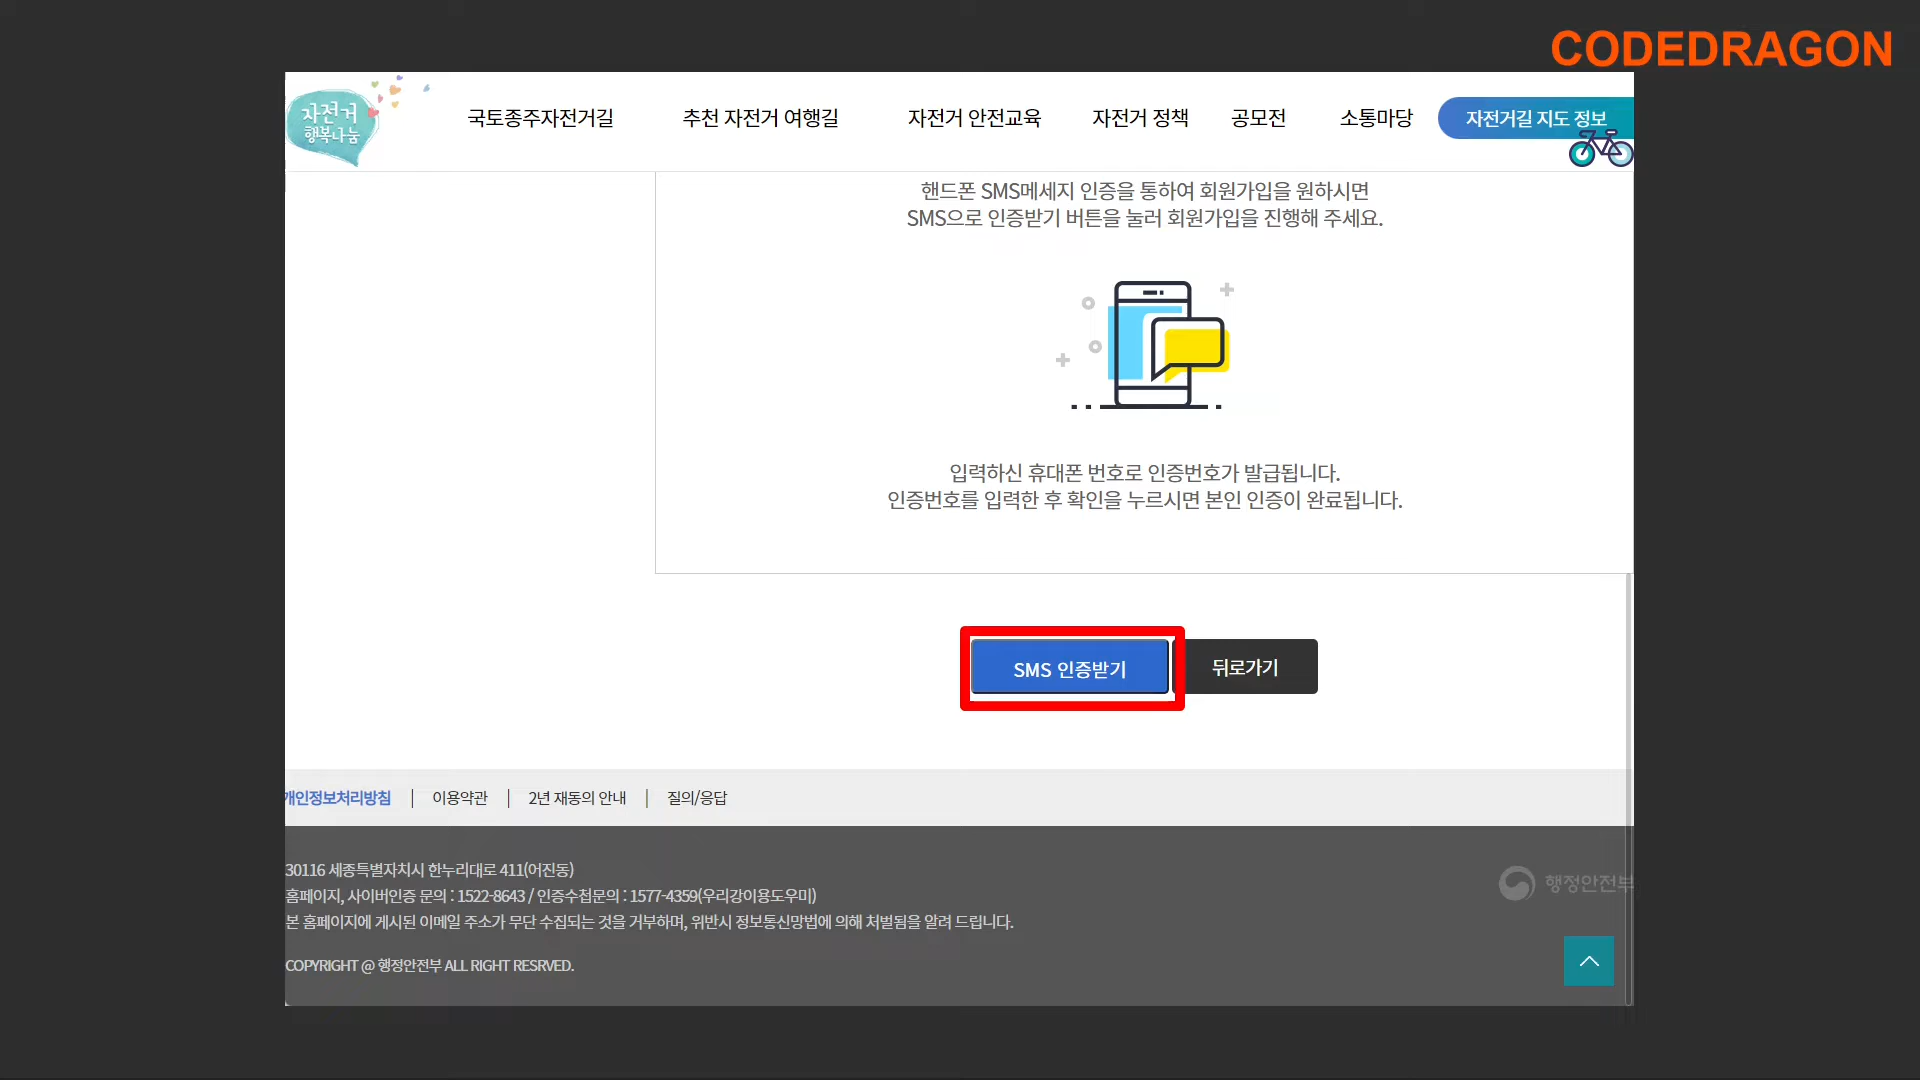 CODEDRAGON
자전거
행복나눔
국토종주자전거길
추천 자전거 여행길
자전거 안전교육
자전거 정책
공모전
소통마당
자전거길 지도 정보
핸드폰 SMS메세지 인증을 통하여 회원가입을 원하시면
SMS으로 인증받기 버튼을 눌러 회원가입을 진행해 주세요.
입력하신 휴대폰 번호로 인증번호가 발급됩니다.
인증번호를 입력한 후 확인을 누르시면 본인 인증이 완료됩니다.
SMS 인증받기
뒤로가기
개인정보처리방침 | 이용약관 | 2년 재동의 안내 | 질의/응답
30116 세종특별자치시 한누리대로 411(어진동)
홈페이지, 사이버인증 문의 : 1522-8643 / 인증수첩문의 : 1577-4359(우리강이용도우미)
본 홈페이지에 게시된 이메일 주소가 무단 수집되는 것을 거부하며, 위반시 정보통신망법에 의해 처벌됨을 알려 드립니다.
COPYRIGHT @ 행정안전부 ALL RIGHT RESRVED.
행정안전부